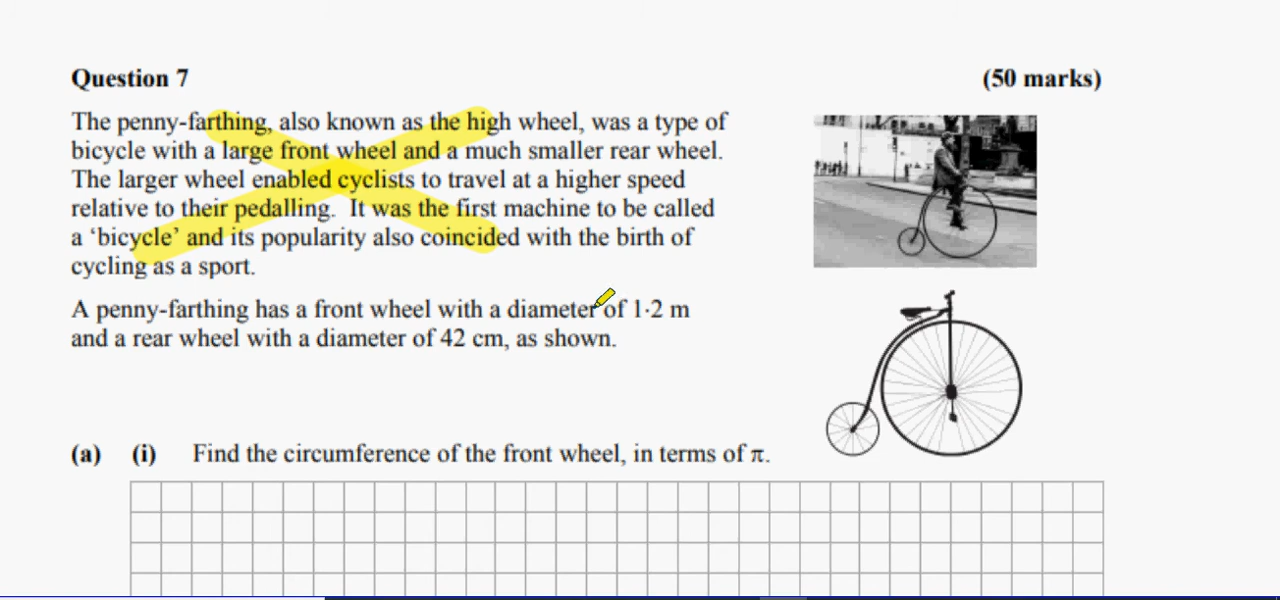 Question 7 (50 marks)
The penny-farthing, also known as the high wheel, was a type of
bicycle with a large front wheel and a much smaller rear wheel.
The larger wheel enabled cyclists to travel at a higher speed
relative to their pedalling. It was the first machine to be called
a ‘bicycle’ and its popularity also coincided with the birth of
cycling as a sport.
A penny-farthing has a front wheel with a diameter of 1·2 m
and a rear wheel with a diameter of 42 cm, as shown.
(a) (i) Find the circumference of the front wheel, in terms of π.